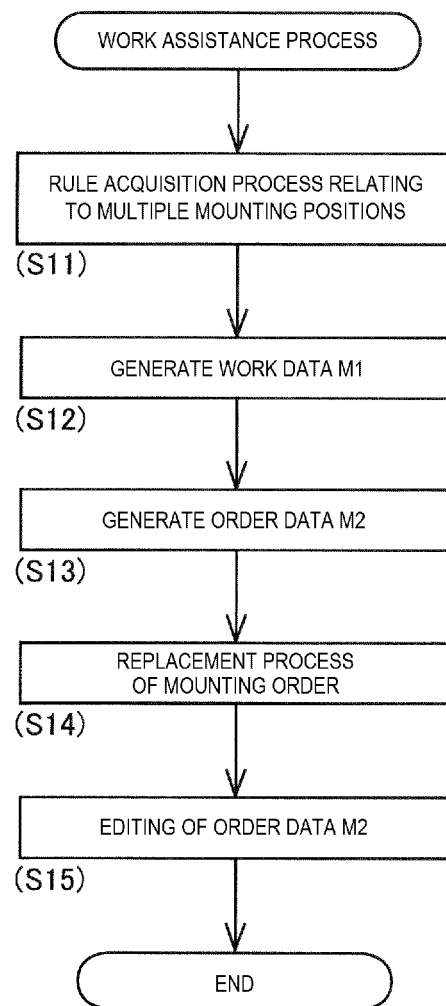 WORK ASSISTANCE PROCESS
RULE ACQUISITION PROCESS RELATING
TO MULTIPLE MOUNTING POSITIONS
(S11)
GENERATE WORK DATA M1
(S12)
GENERATE ORDER DATA M2
(S13)
REPLACEMENT PROCESS
OF MOUNTING ORDER
(S14)
EDITING OF ORDER DATA M2
(S15)
END